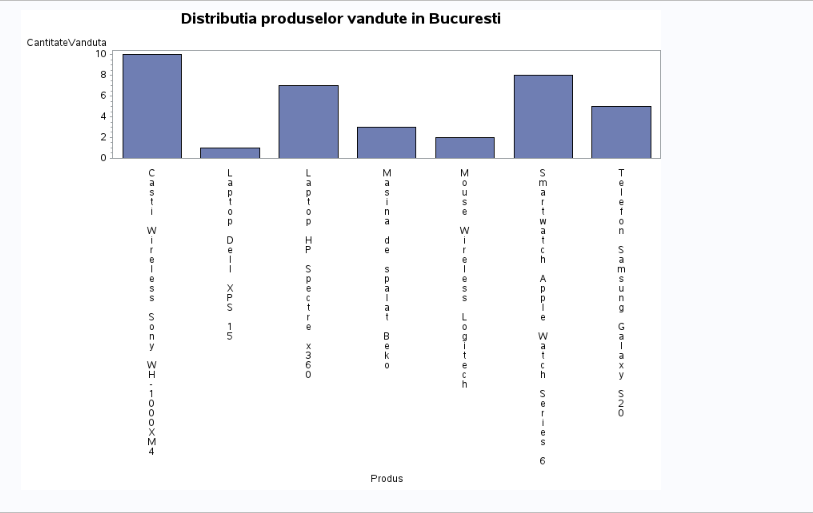 Distributia produselor vandute in Bucuresti
CantitateVanduta
10
8
6
4
2
0
Casti Wireless Sony WH-1000XM4
Laptop Dell XPS 15
Laptop HP Spectre x360
Masina de spalat Beko
Mouse Wireless Logitech
Smartwatch Apple Watch Series 6
Telefon Samsung Galaxy S20
Produs